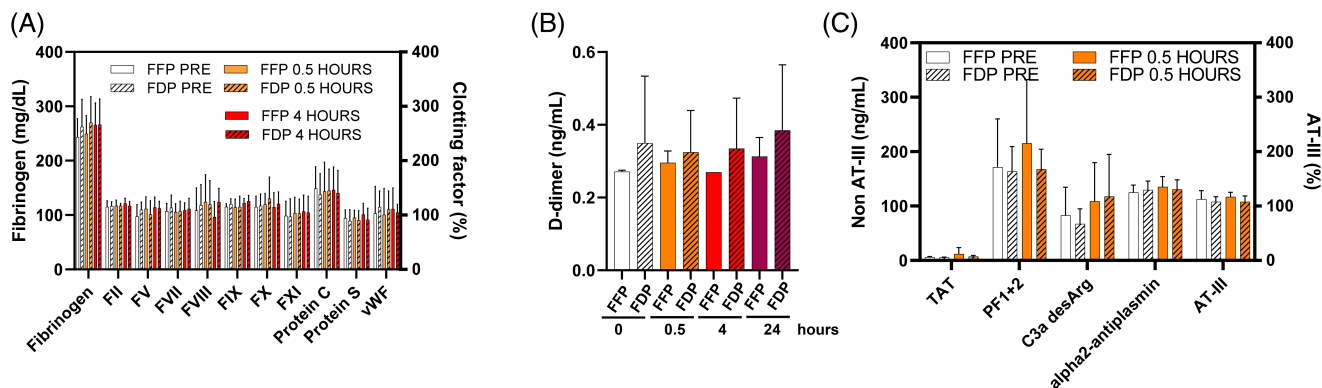 (A)
Fibrinogen (mg/dL)
400
300
200
100
0
FFP PRE
FDP PRE
FFP 0.5 HOURS
FDP 0.5 HOURS
FFP 4 HOURS
FDP 4 HOURS
400
300
200
100
0
Clotting factor (%)
Fibrinogen
FII
FV
FVII
FVIII
FIX
FX
FXI
Protein C
Protein S
vWF
(B)
D-dimer (ng/mL)
0.6
0.4
0.2
0.0
FFP
FDP
FFP
FDP
FFP
FDP
FFP
FDP
0 0.5 4 24 hours
(C)
Non AT-III (ng/mL)
400
300
200
100
0
FFP PRE
FDP PRE
FFP 0.5 HOURS
FDP 0.5 HOURS
400
300
200
100
0
AT-III (%)
TAT
PF1+2
C3a desArg
alpha2-antiplasmin
AT-III